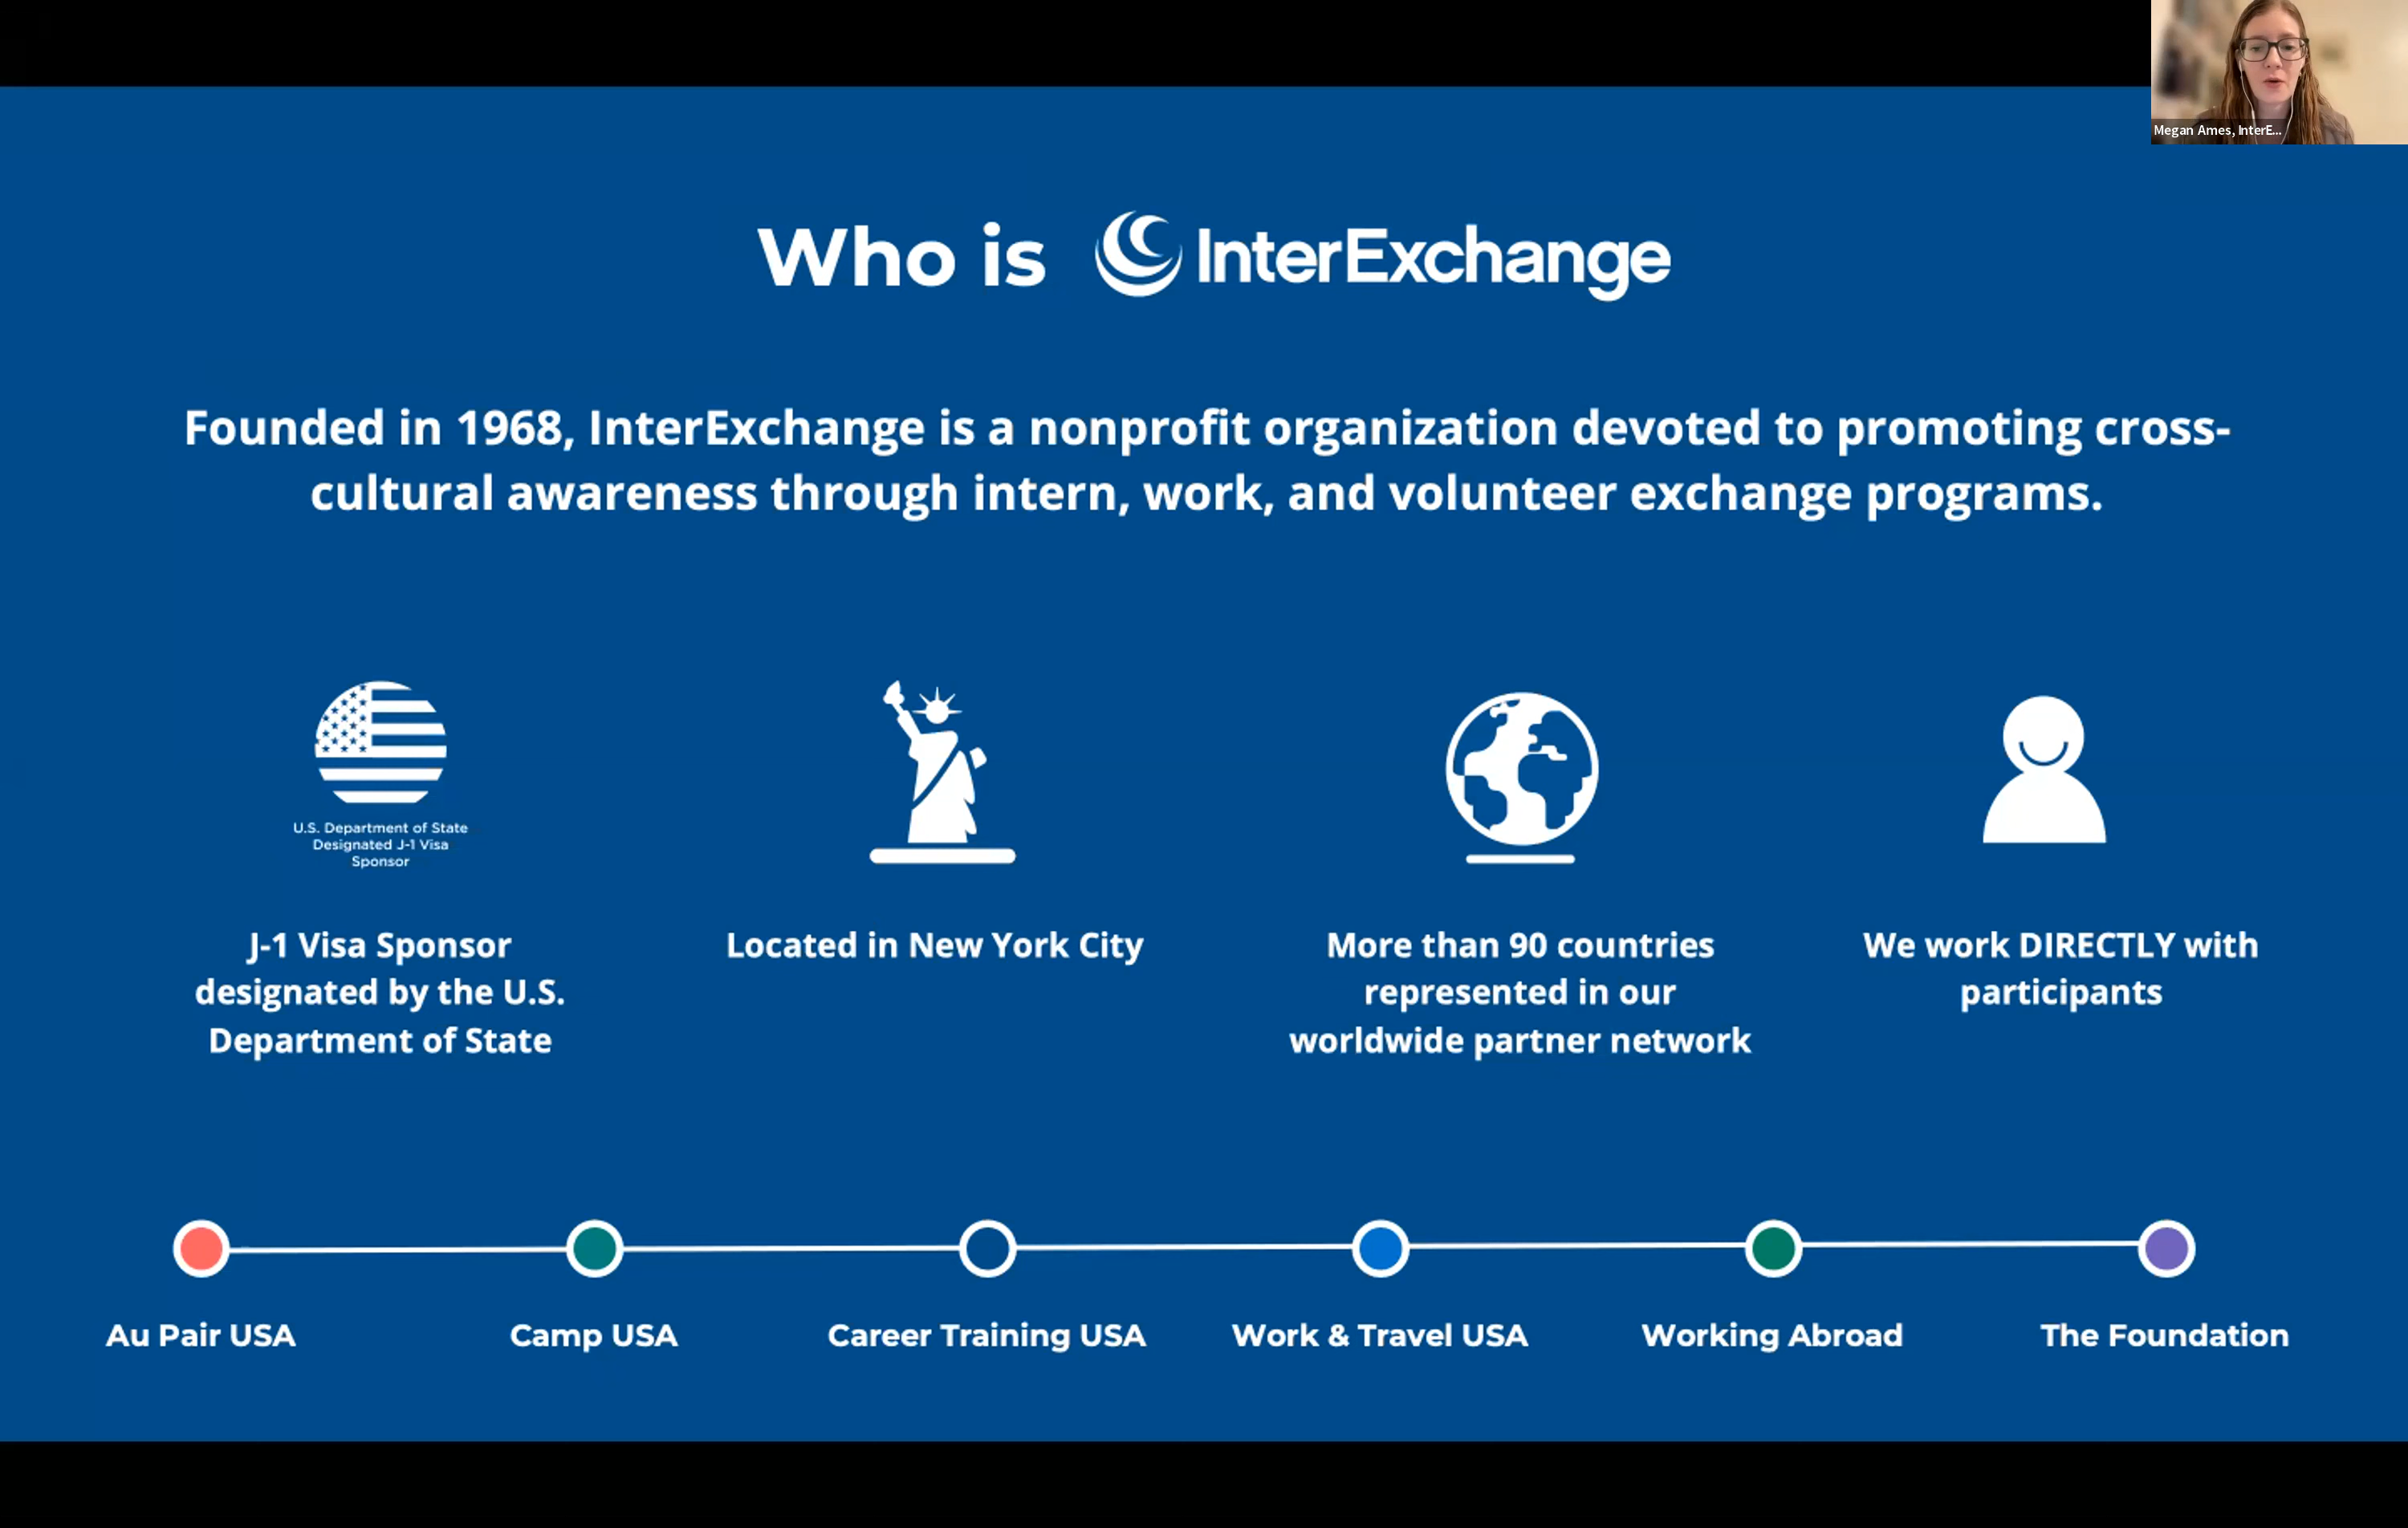 Megan Ames, InterE...
Who is InterExchange
Founded in 1968, InterExchange is a nonprofit organization devoted to promoting cross-
cultural awareness through intern, work, and volunteer exchange programs.
U.S. Department of State
Designated J-1 Visa
Sponsor
J-1 Visa Sponsor
designated by the U.S.
Department of State
Located in New York City
More than 90 countries
represented in our
worldwide partner network
We work DIRECTLY with
participants
Au Pair USA
Camp USA
Career Training USA
Work & Travel USA
Working Abroad
The Foundation